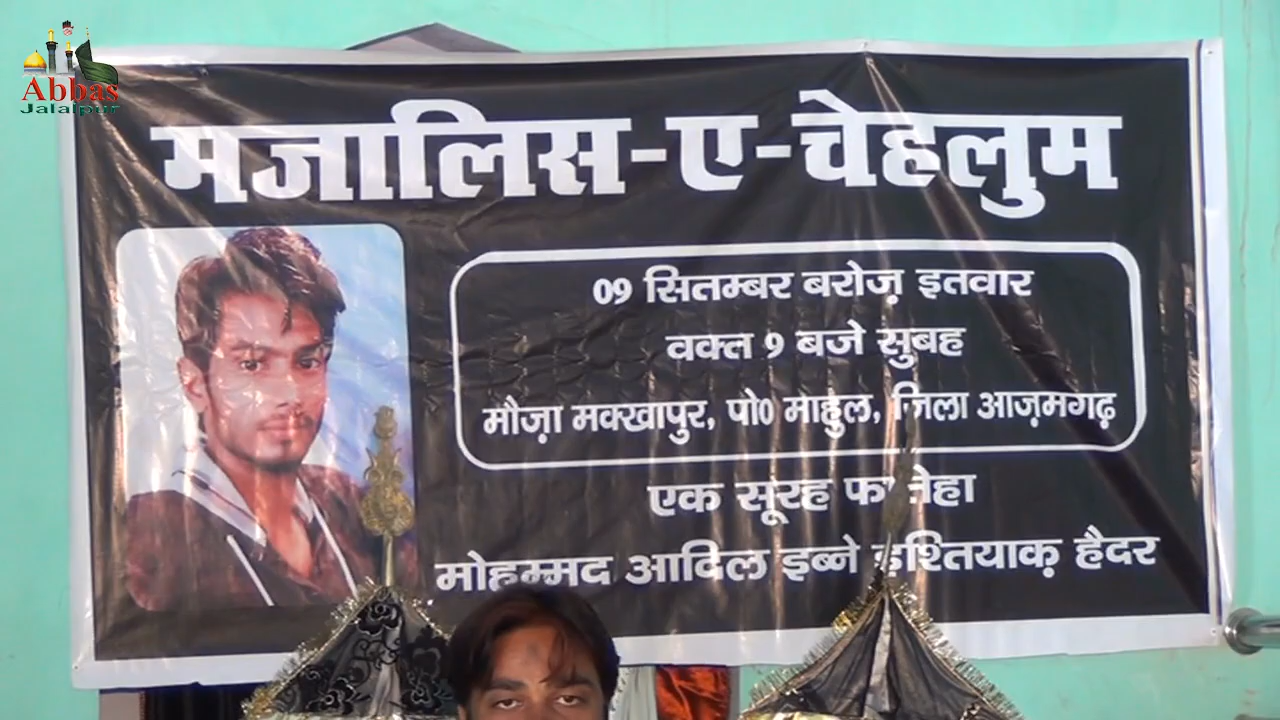 Abbas
Jalalpur
मजालिस-ए-चेहलुम
09 सितम्बर बरोज़ इतवार
वक्त 9 बजे सुबह
मौज़ा मक्खापुर, पो0 माहुल, जिला आज़मगढ़
एक सूरह फातेहा
मोहम्मद आदिल इब्ने इश्तियाक़ हैदर